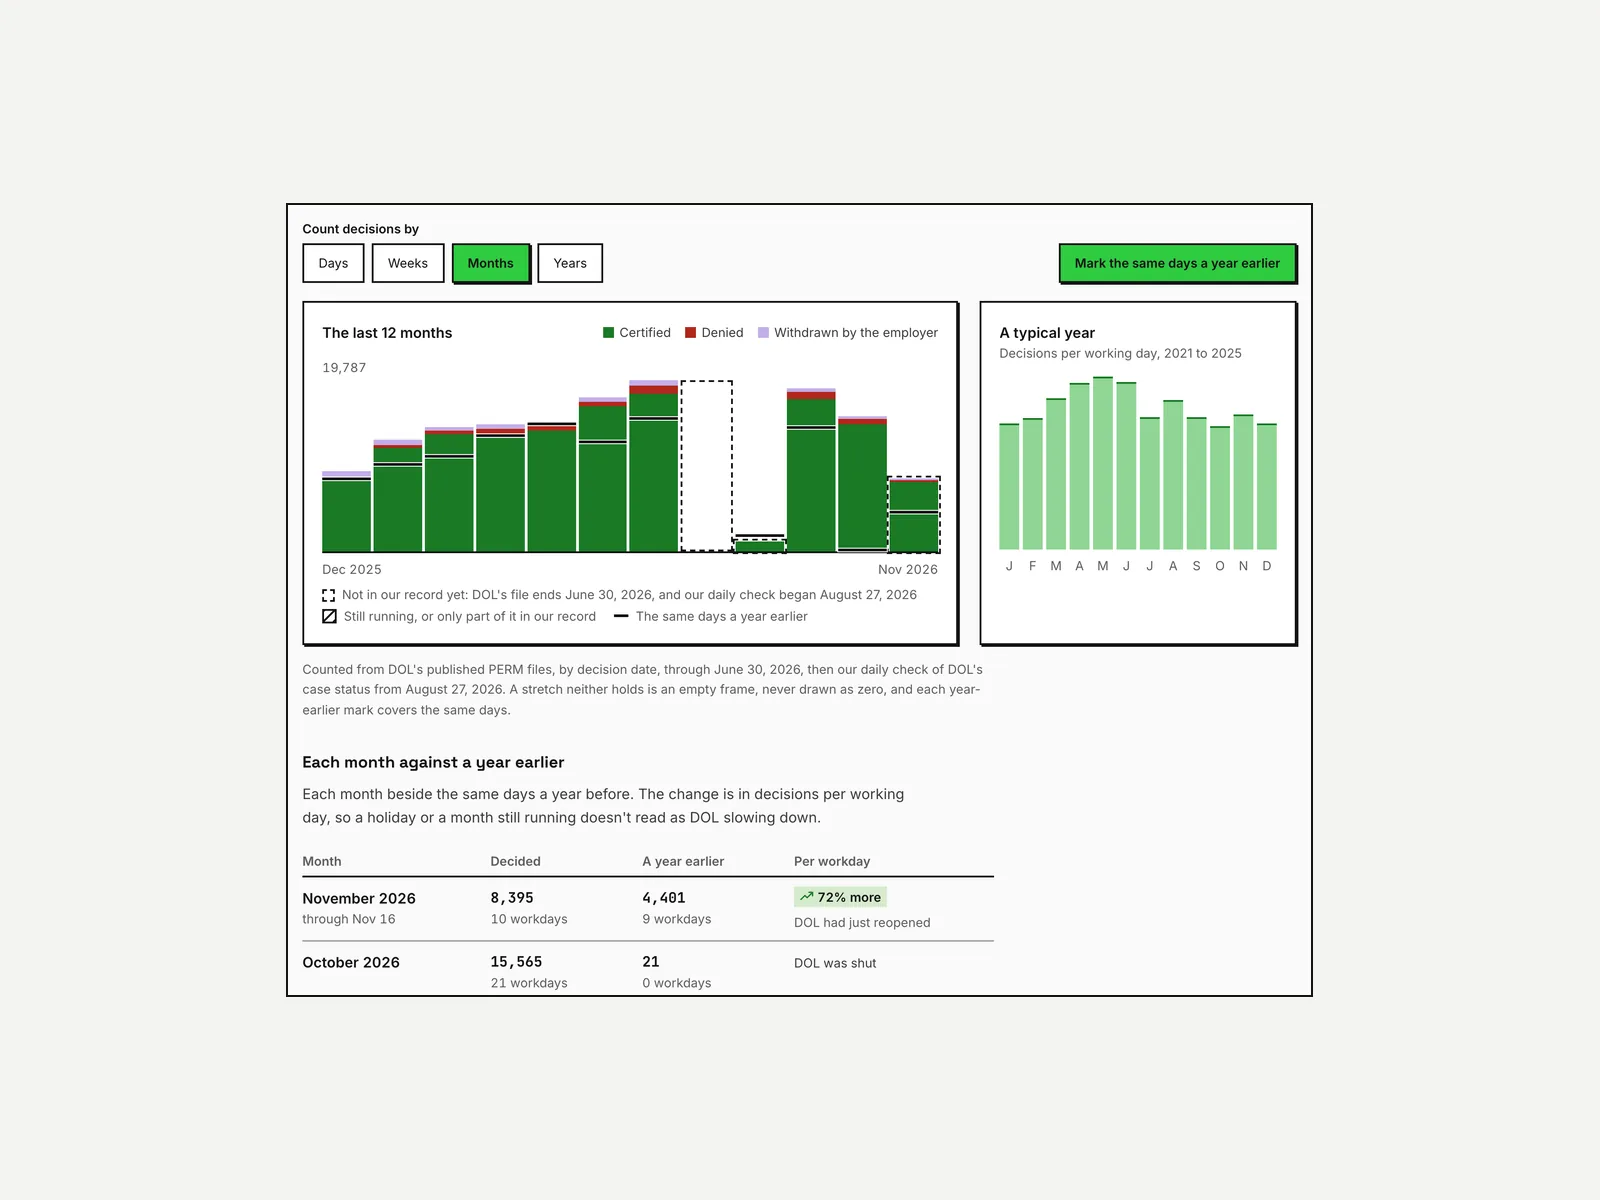 Count decisions by
Days
Weeks
Months
Years
Mark the same days a year earlier
The last 12 months
Certified
Denied
Withdrawn by the employer
19,787
Dec 2025
Nov 2026
Not in our record yet: DOL's file ends June 30, 2026, and our daily check began August 27, 2026
Still running, or only part of it in our record
The same days a year earlier
A typical year
Decisions per working day, 2021 to 2025
J F M A M J J A S O N D
Counted from DOL's published PERM files, by decision date, through June 30, 2026, then our daily check of DOL's
case status from August 27, 2026. A stretch neither holds is an empty frame, never drawn as zero, and each year-
earlier mark covers the same days.
Each month against a year earlier
Each month beside the same days a year before. The change is in decisions per working
day, so a holiday or a month still running doesn't read as DOL slowing down.
Month Decided A year earlier Per workday
November 2026 8,395 4,401 72% more
through Nov 16 10 workdays 9 workdays DOL had just reopened
October 2026 15,565 21 DOL was shut
21 workdays 0 workdays